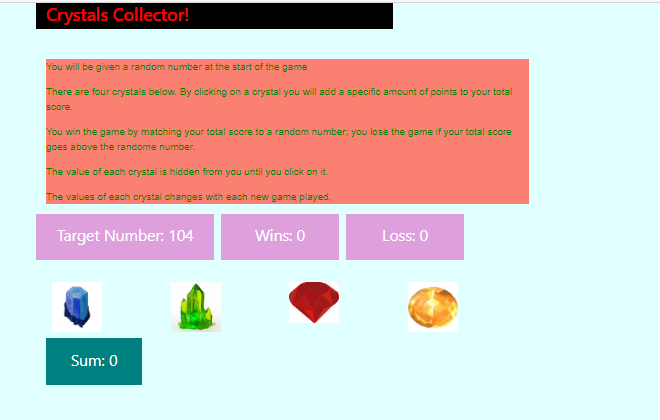 Crystals Collector!
You will be given a random number at the start of the game
There are four crystals below. By clicking on a crystal you will add a specific amount of points to your total
score.
You win the game by matching your total score to a random number; you lose the game if your total score
goes above the randome number.
The value of each crystal is hidden from you until you click on it.
The values of each crystal changes with each new game played.
Target Number: 104 Wins: 0 Loss: 0
Sum: 0